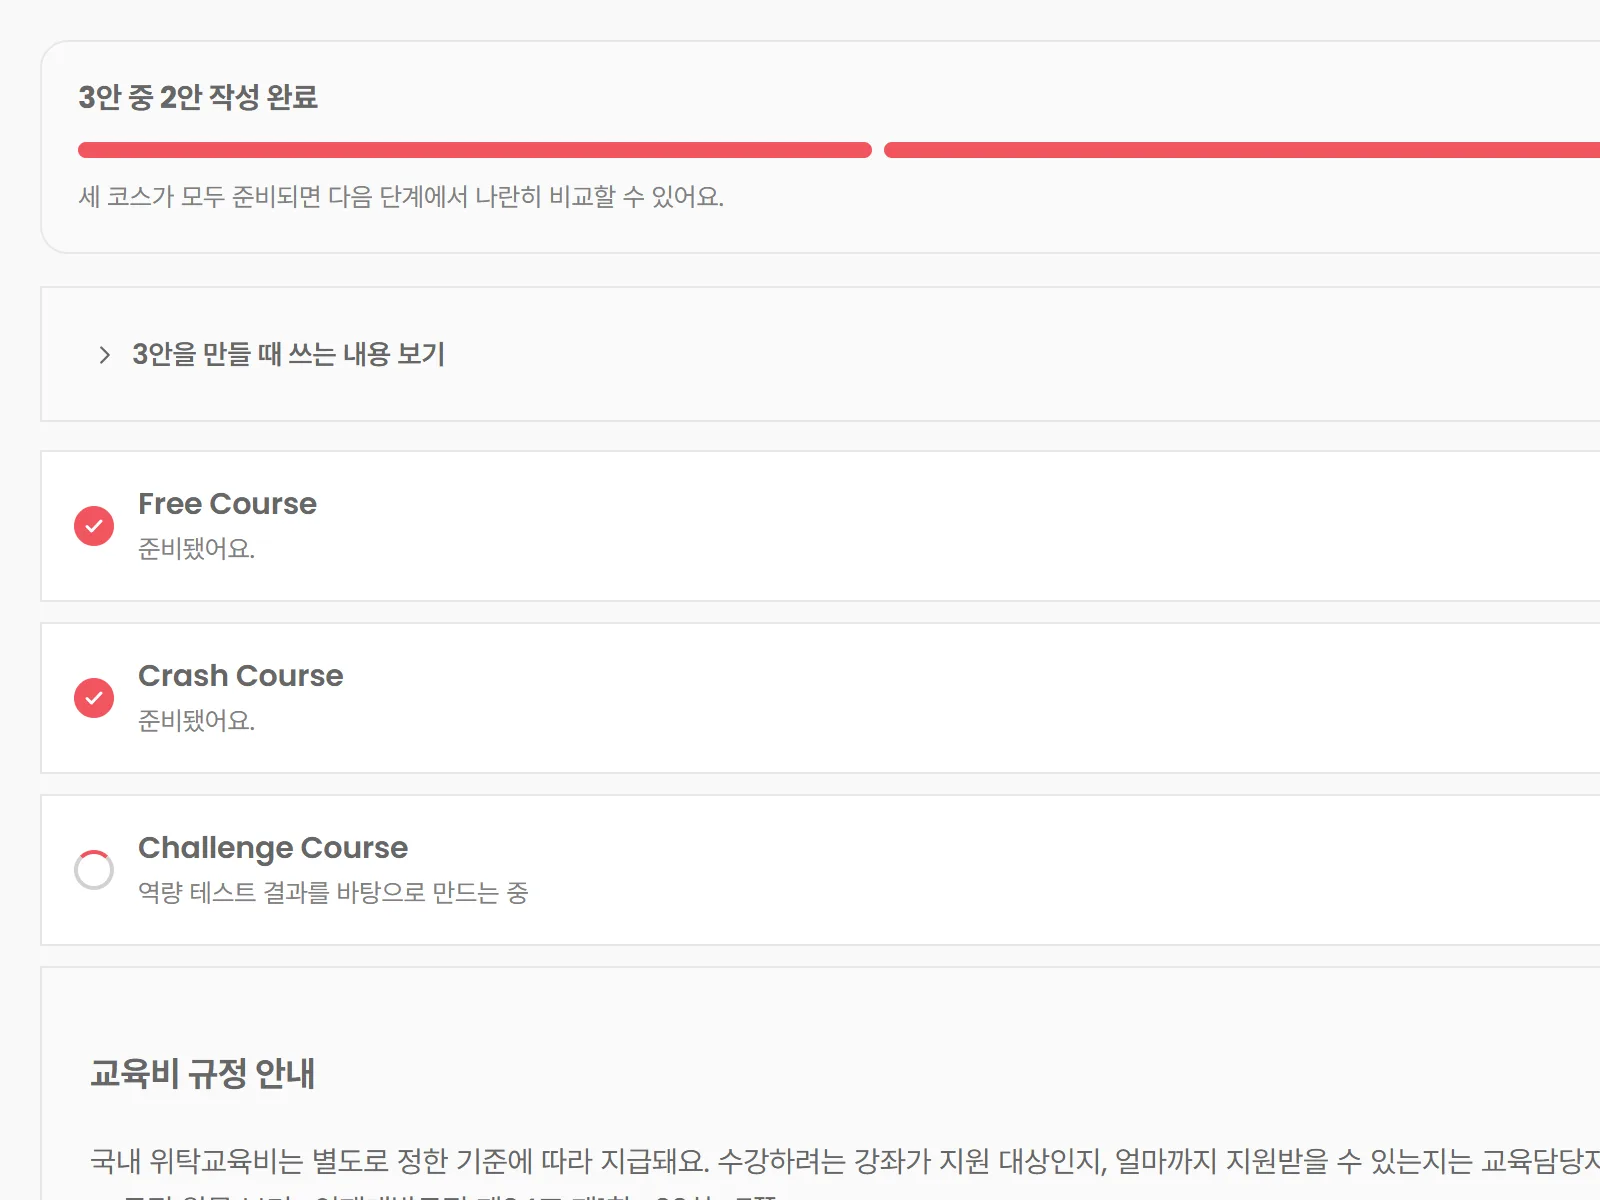 3안 중 2안 작성 완료
세 코스가 모두 준비되면 다음 단계에서 나란히 비교할 수 있어요.
3안을 만들 때 쓰는 내용 보기
Free Course
준비됐어요.
Crash Course
준비됐어요.
Challenge Course
역량 테스트 결과를 바탕으로 만드는 중
교육비 규정 안내
국내 위탁교육비는 별도로 정한 기준에 따라 지급돼요. 수강하려는 강좌가 지원 대상인지, 얼마까지 지원받을 수 있는지는 교육담당